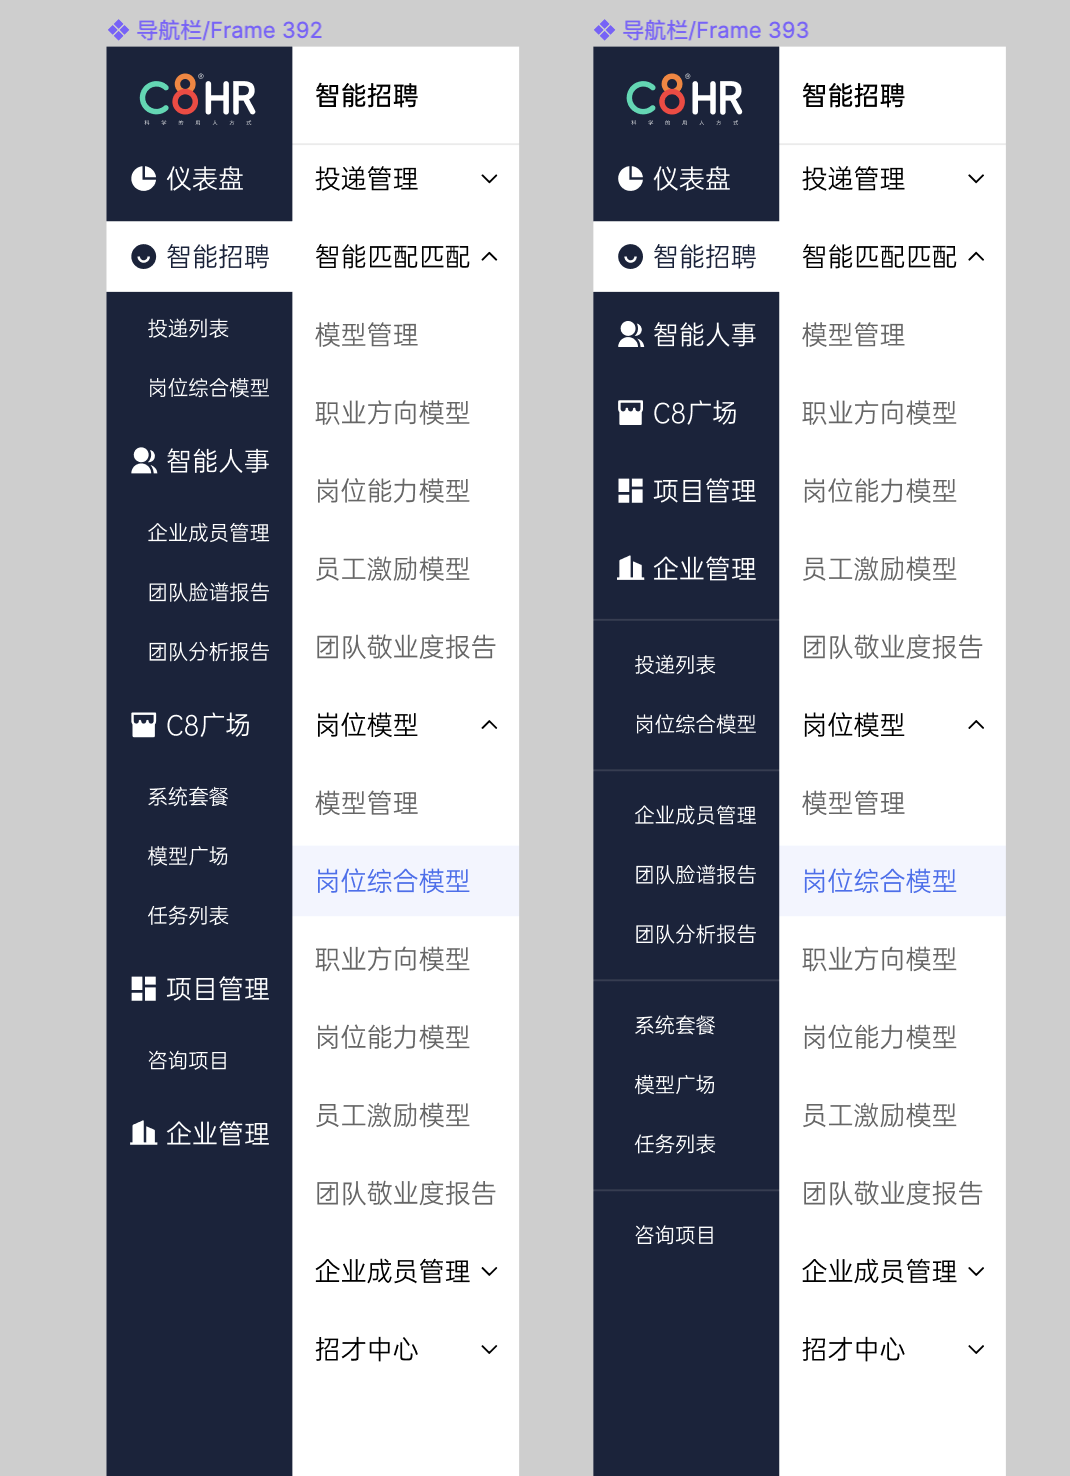 导航栏/Frame 392
C8HR
®
科学的用人方式
仪表盘
智能招聘
投递列表
岗位综合模型
智能人事
企业成员管理
团队脸谱报告
团队分析报告
C8广场
系统套餐
模型广场
任务列表
项目管理
咨询项目
企业管理
智能招聘
投递管理
智能匹配匹配
模型管理
职业方向模型
岗位能力模型
员工激励模型
团队敬业度报告
岗位模型
模型管理
岗位综合模型
职业方向模型
岗位能力模型
员工激励模型
团队敬业度报告
企业成员管理
招才中心
导航栏/Frame 393
C8HR
®
科学的用人方式
仪表盘
智能招聘
智能人事
C8广场
项目管理
企业管理
投递列表
岗位综合模型
企业成员管理
团队脸谱报告
团队分析报告
系统套餐
模型广场
任务列表
咨询项目
智能招聘
投递管理
智能匹配匹配
模型管理
职业方向模型
岗位能力模型
员工激励模型
团队敬业度报告
岗位模型
模型管理
岗位综合模型
职业方向模型
岗位能力模型
员工激励模型
团队敬业度报告
企业成员管理
招才中心